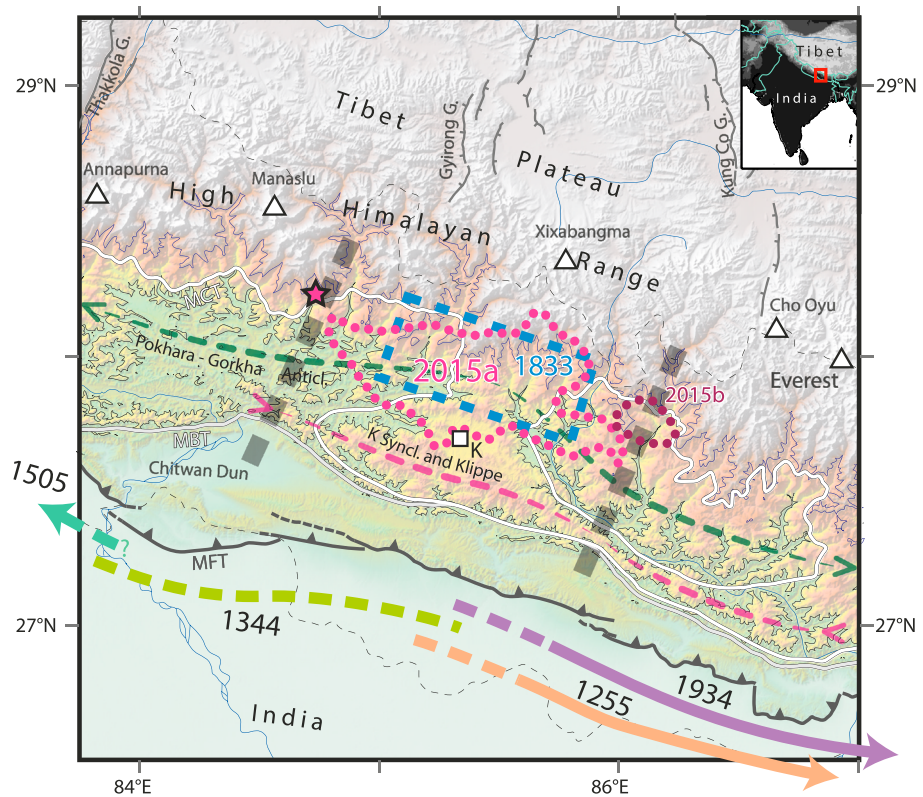 29°N
29°N
Thakkola G.
Tibet
India
Tibet
Gyirong G.
Kung Co G.
Plateau
Annapurna
Manaslu
High
Himalayan
Range
Xixabangma
Cho Oyu
Everest
MCT
Pokhara - Gorkha Anticl.
2015a
1833
2015b
K
K Syncl. and Klippe
MBT
Chitwan Dun
1505
?
MFT
1344
27°N
27°N
1934
1255
India
84°E
86°E